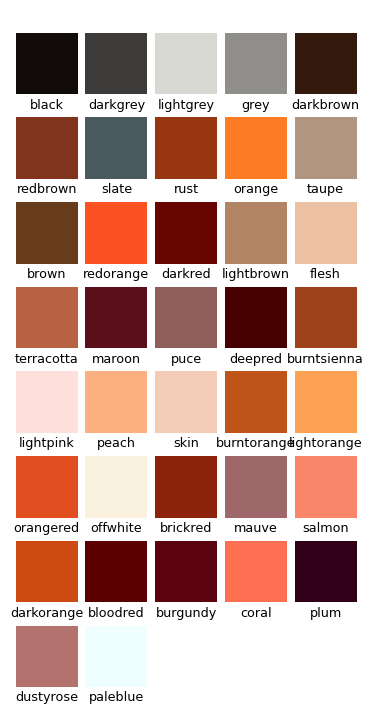 black darkgrey lightgrey grey darkbrown
redbrown slate rust orange taupe
brown redorange darkred lightbrown flesh
terracotta maroon puce deepred burntsienna
lightpink peach skin burntorange lightorange
orangered offwhite brickred mauve salmon
darkorange bloodred burgundy coral plum
dustyrose paleblue